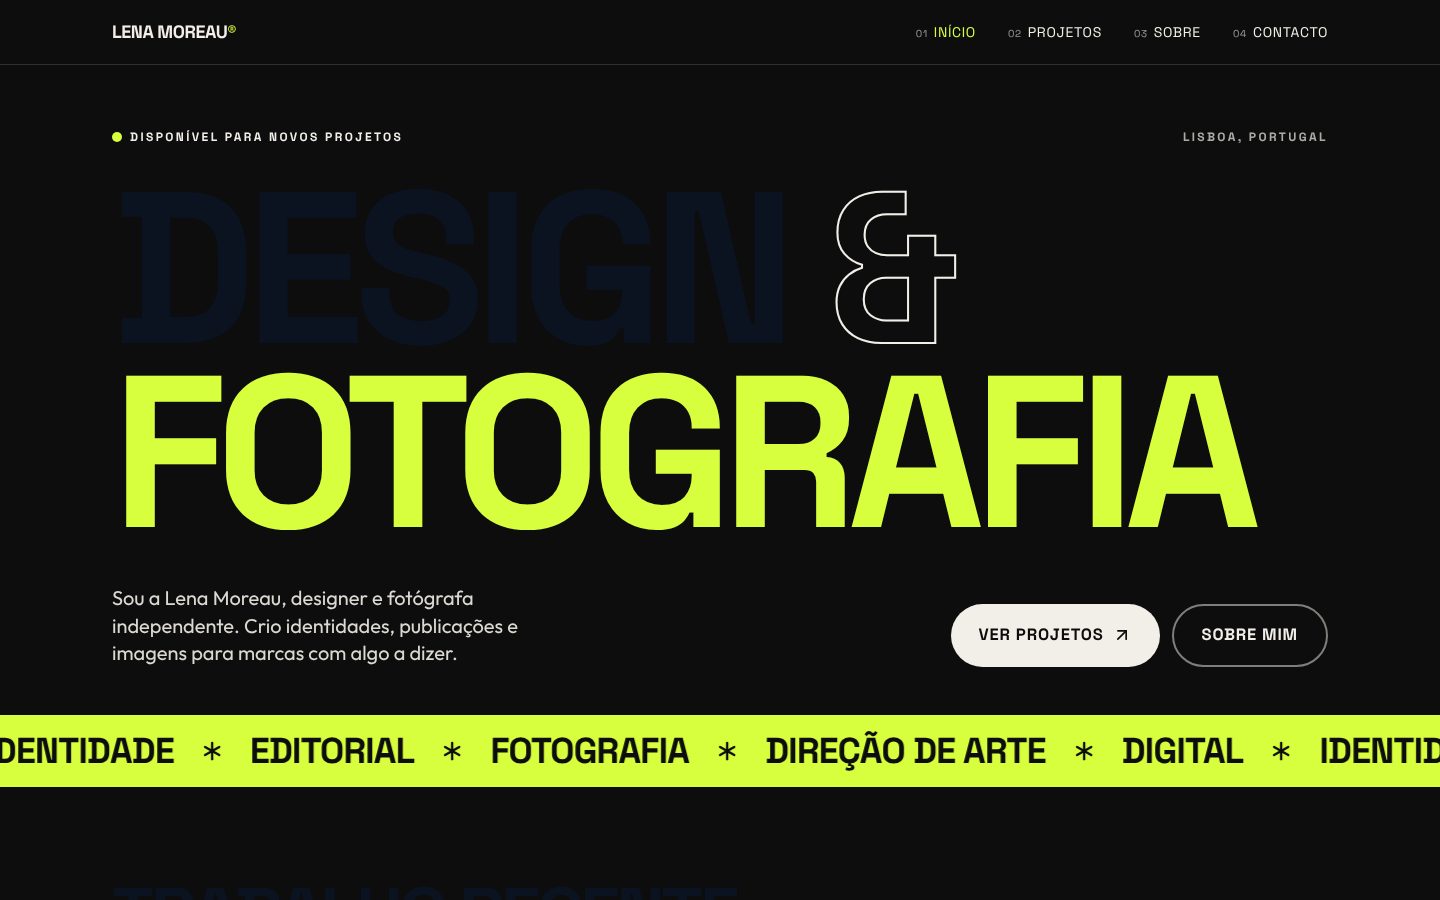 LENA MOREAU®
01 INÍCIO 02 PROJETOS 03 SOBRE 04 CONTACTO
DISPONÍVEL PARA NOVOS PROJETOS
LISBOA, PORTUGAL
DESIGN &
FOTOGRAFIA
Sou a Lena Moreau, designer e fotógrafa
independente. Crio identidades, publicações e
imagens para marcas com algo a dizer.
VER PROJETOS
SOBRE MIM
DENTIDADE * EDITORIAL * FOTOGRAFIA * DIREÇÃO DE ARTE * DIGITAL * IDENTID
TRABALHO RECENTE